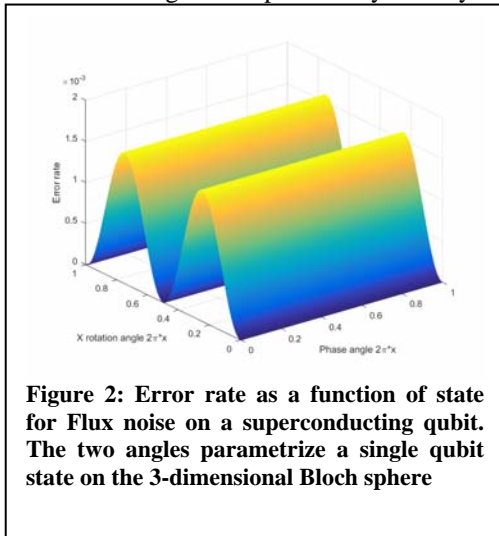 × 10⁻³
2
1.5
1
0.5
0
Error rate
1
0.8
0.6
0.4
0.2
0
X rotation angle 2π*x
0
0.2
0.4
0.6
0.8
1
Phase angle 2π*x
Figure 2: Error rate as a function of state
for Flux noise on a superconducting qubit.
The two angles parametrize a single qubit
state on the 3-dimensional Bloch sphere